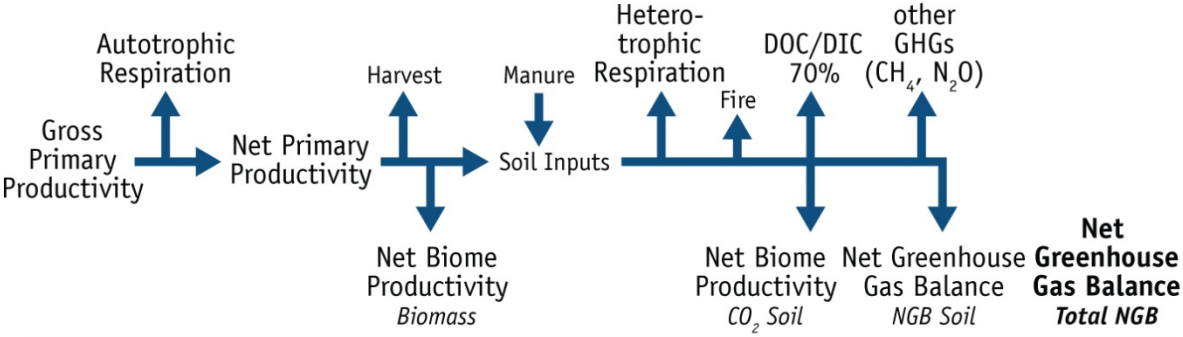 Autotrophic
Respiration
Gross
Primary
Productivity
Net Primary
Productivity
Harvest
Net Biome
Productivity
Biomass
Manure
Soil Inputs
Hetero-
trophic
Respiration
Fire
DOC/DIC
70%
other
GHGs
(CH4, N2O)
Net Biome
Productivity
CO2 Soil
Net Greenhouse
Gas Balance
NGB Soil
Net
Greenhouse
Gas Balance
Total NGB